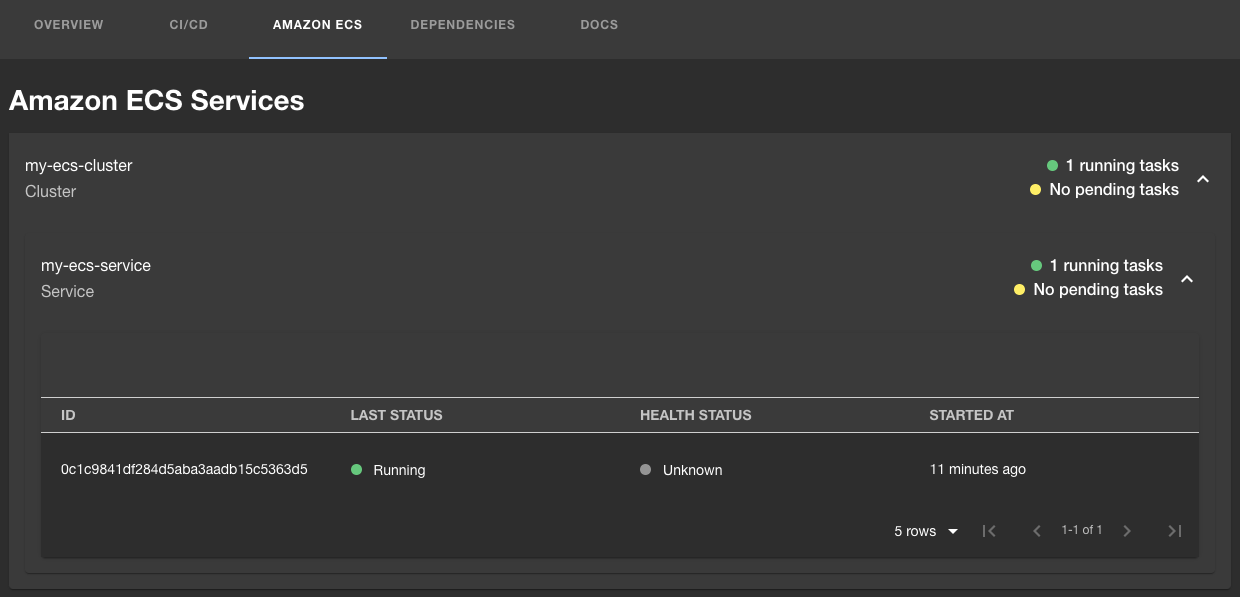 OVERVIEW CI/CD AMAZON ECS DEPENDENCIES DOCS
Amazon ECS Services
my-ecs-cluster 1 running tasks
Cluster No pending tasks
my-ecs-service 1 running tasks
Service No pending tasks
ID LAST STATUS HEALTH STATUS STARTED AT
0c1c9841df284d5aba3aadb15c5363d5 Running Unknown 11 minutes ago
5 rows 1-1 of 1